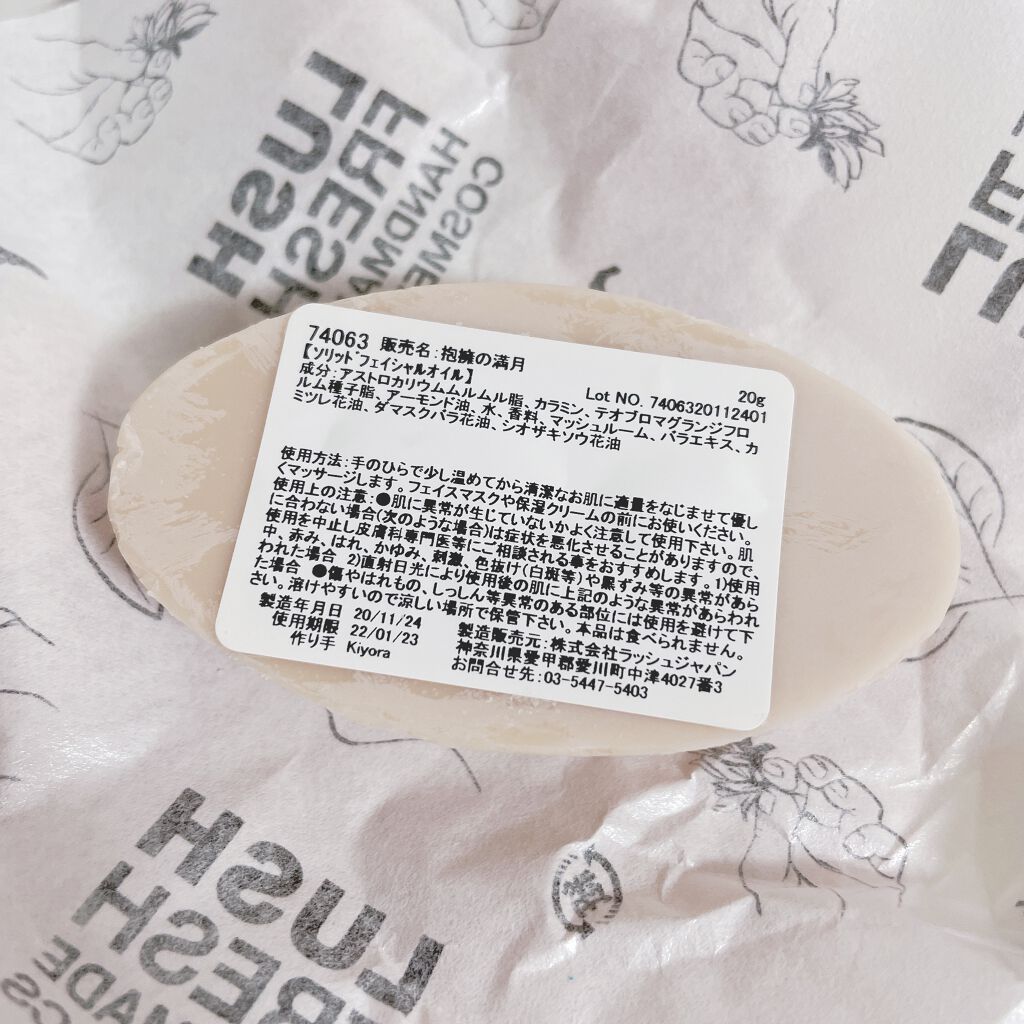 LUSH
FRESH
HANDMA
COSME
74063 販売名:抱擁の満月
【ソリッドフェイシャルオイル】
20g
Lot NO. 7406320112401
成分:アストロカリウムムルムル脂、カラミン、テオブロマグランジフロ
ルム種子脂、アーモンド油、水、香料、マッシュルーム、バラエキス、カ
ミツレ花油、ダマスクバラ花油、シオザキソウ花油
使用方法:手のひらで少し温めてから清潔なお肌に適量をなじませて優し
くマッサージします。フェイスマスクや保湿クリームの前にお使いください。
使用上の注意:●肌に異常が生じていないかよく注意して使用下さい。肌
に合わない場合(次のような場合)は症状を悪化させることがありますので、
使用を中止し皮膚科専門医等にご相談される事をおすすめします。1)使用
中、赤み、はれ、かゆみ、刺激、色抜け(白斑等)や黒ずみ等の異常があら
われた場合 2)直射日光により使用後の肌に上記のような異常があらわれ
た場合 ●傷やはれもの、しっしん等異常のある部位には使用を避けて下
さい。溶けやすいので涼しい場所で保管下さい。本品は食べられません。
製造年月日 20/11/24
使用期限 22/01/23
作り手 Kiyora
製造販売元:株式会社ラッシュジャパン
神奈川県愛甲郡愛川町中津4027番3
お問合せ先:03-5447-5403
LUSH
FRESH